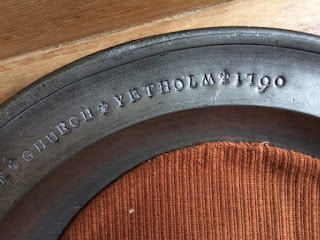 E ⚜ CHURCH ⚜ YETHOLM ⚜ 1790